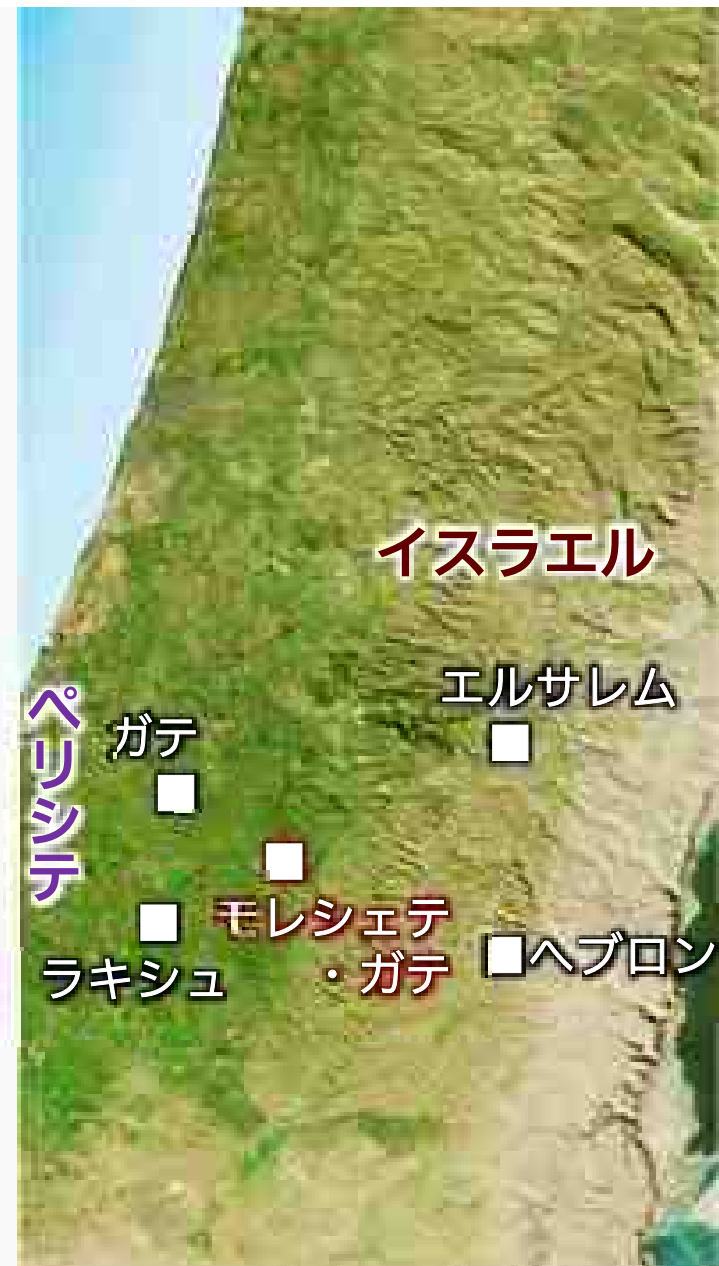 イスラエル
エルサレム
ペリシテ
ガテ
モレシェテ
・ガテ
ラキシュ
ヘブロン